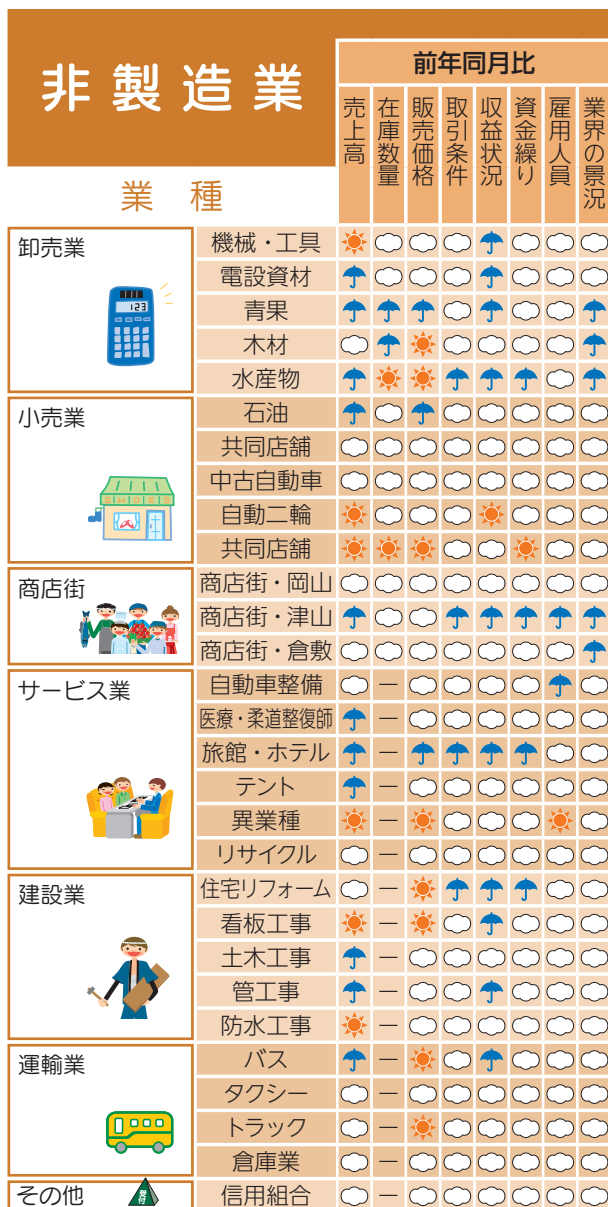 非製造業
前年同月比
売上高
在庫数量
販売価格
取引条件
収益状況
資金繰り
雇用人員
業界の景況
業種
卸売業
123
機械・工具
電設資材
青果
木材
水産物
小売業
SHOES
石油
共同店舗
中古自動車
自動二輪
共同店舗
商店街
商店街・岡山
商店街・津山
商店街・倉敷
サービス業
自動車整備 －
医療・柔道整復師 －
旅館・ホテル －
テント －
異業種 －
リサイクル －
建設業
住宅リフォーム －
看板工事 －
土木工事 －
管工事 －
防水工事 －
運輸業
バス －
タクシー －
トラック －
倉庫業 －
その他
受付
信用組合 －